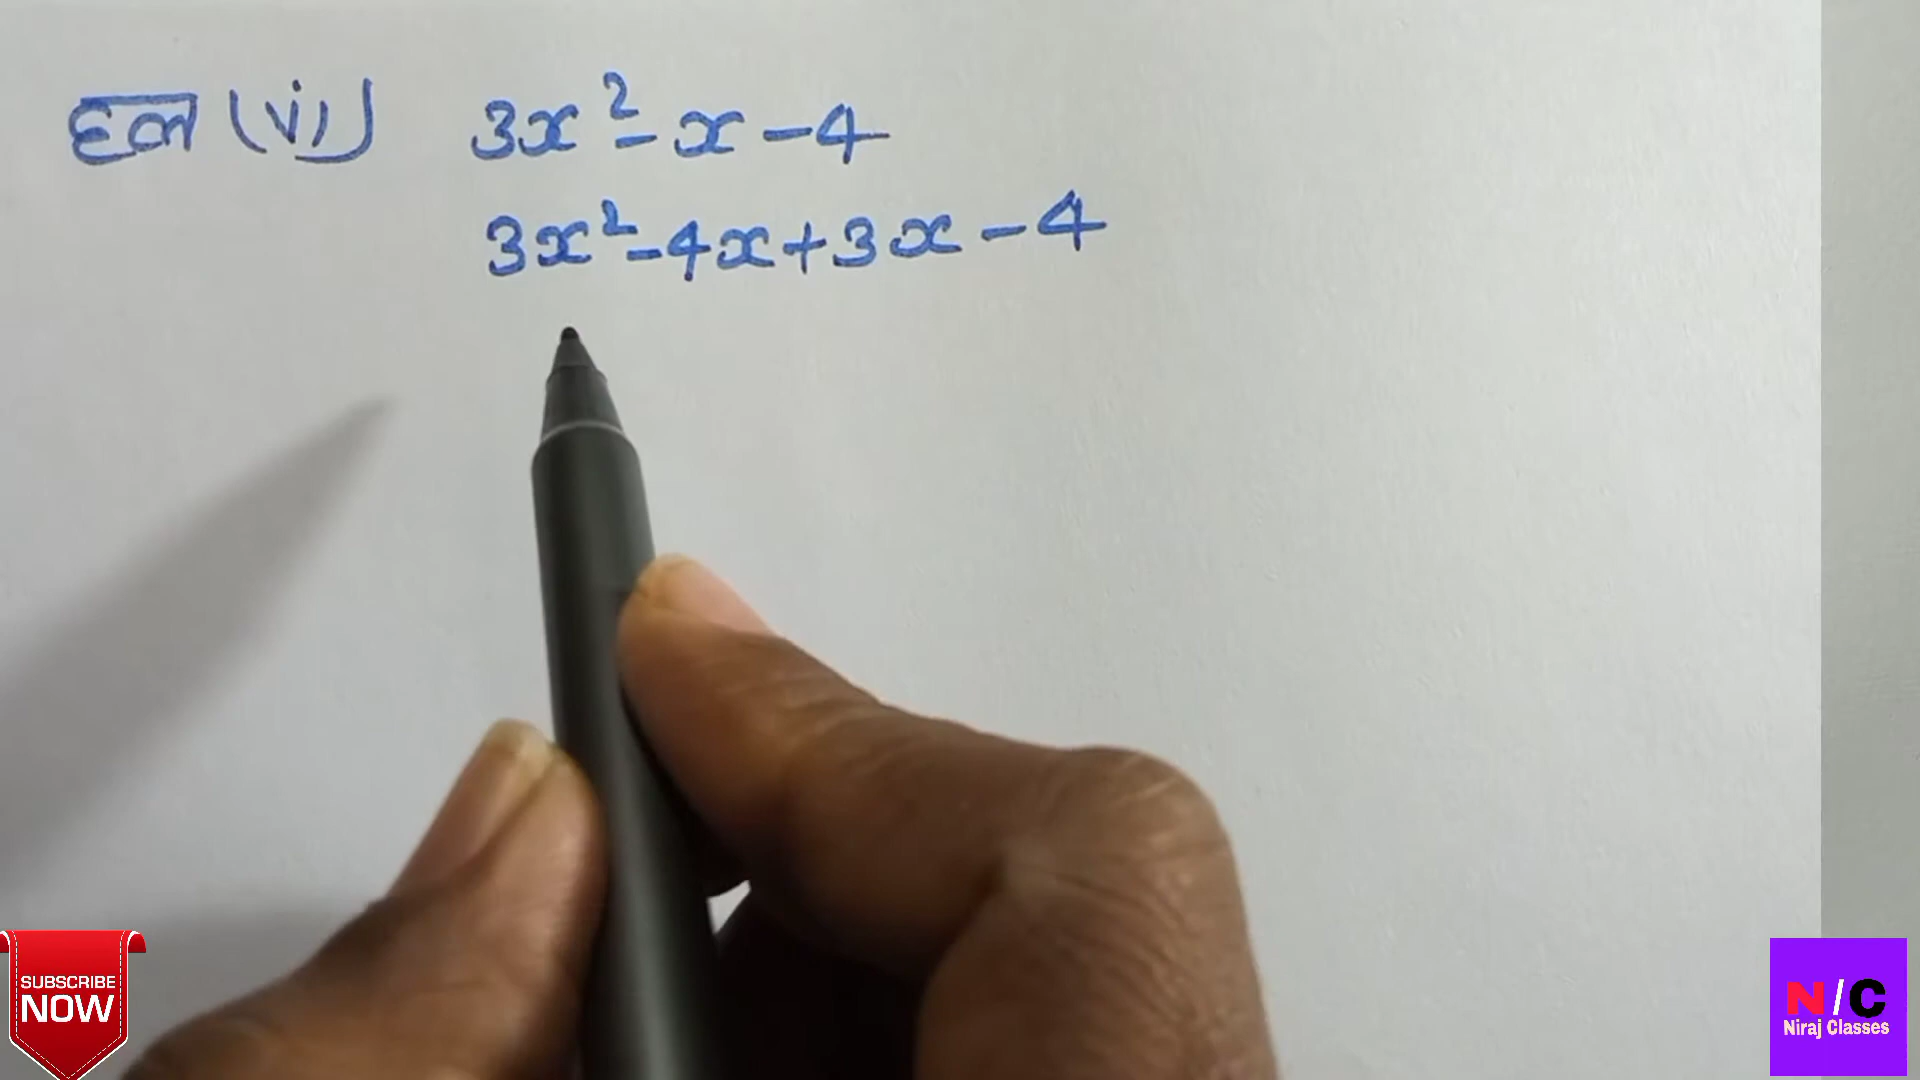 हल (vi) 3x² - x - 4
3x² - 4x + 3x - 4
SUBSCRIBE
NOW
N/C
Niraj Classes